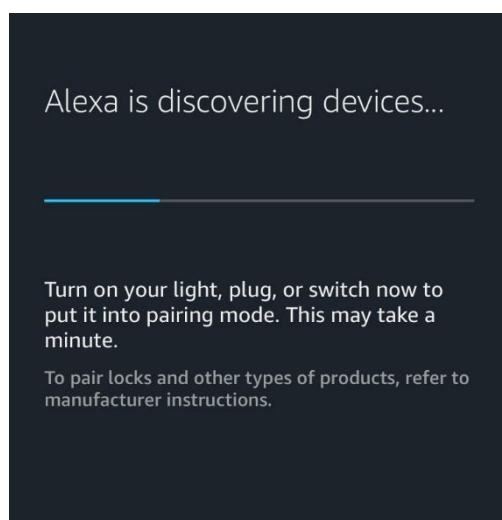 Alexa is discovering devices...
Turn on your light, plug, or switch now to
put it into pairing mode. This may take a
minute.
To pair locks and other types of products, refer to
manufacturer instructions.